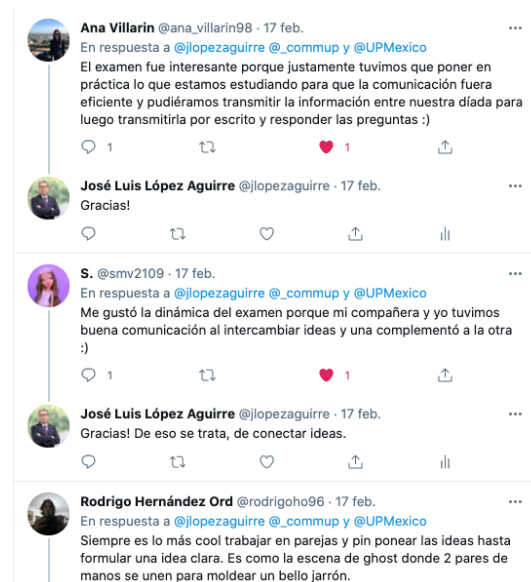 Ana Villarin @ana_villarin98 · 17 feb.
En respuesta a @jlopezaguirre @_commup y @UPMexico
El examen fue interesante porque justamente tuvimos que poner en
práctica lo que estamos estudiando para que la comunicación fuera
eficiente y pudiéramos transmitir la información entre nuestra díada para
luego transmitirla por escrito y responder las preguntas :)
1 1
José Luis López Aguirre @jlopezaguirre · 17 feb.
Gracias!
S. @smv2109 · 17 feb.
En respuesta a @jlopezaguirre @_commup y @UPMexico
Me gustó la dinámica del examen porque mi compañera y yo tuvimos
buena comunicación al intercambiar ideas y una complementó a la otra
:)
1 1
José Luis López Aguirre @jlopezaguirre · 17 feb.
Gracias! De eso se trata, de conectar ideas.
Rodrigo Hernández Ord @rodrigoho96 · 17 feb.
En respuesta a @jlopezaguirre @_commup y @UPMexico
Siempre es lo más cool trabajar en parejas y pin ponear las ideas hasta
formular una idea clara. Es como la escena de ghost donde 2 pares de
manos se unen para moldear un bello jarrón.